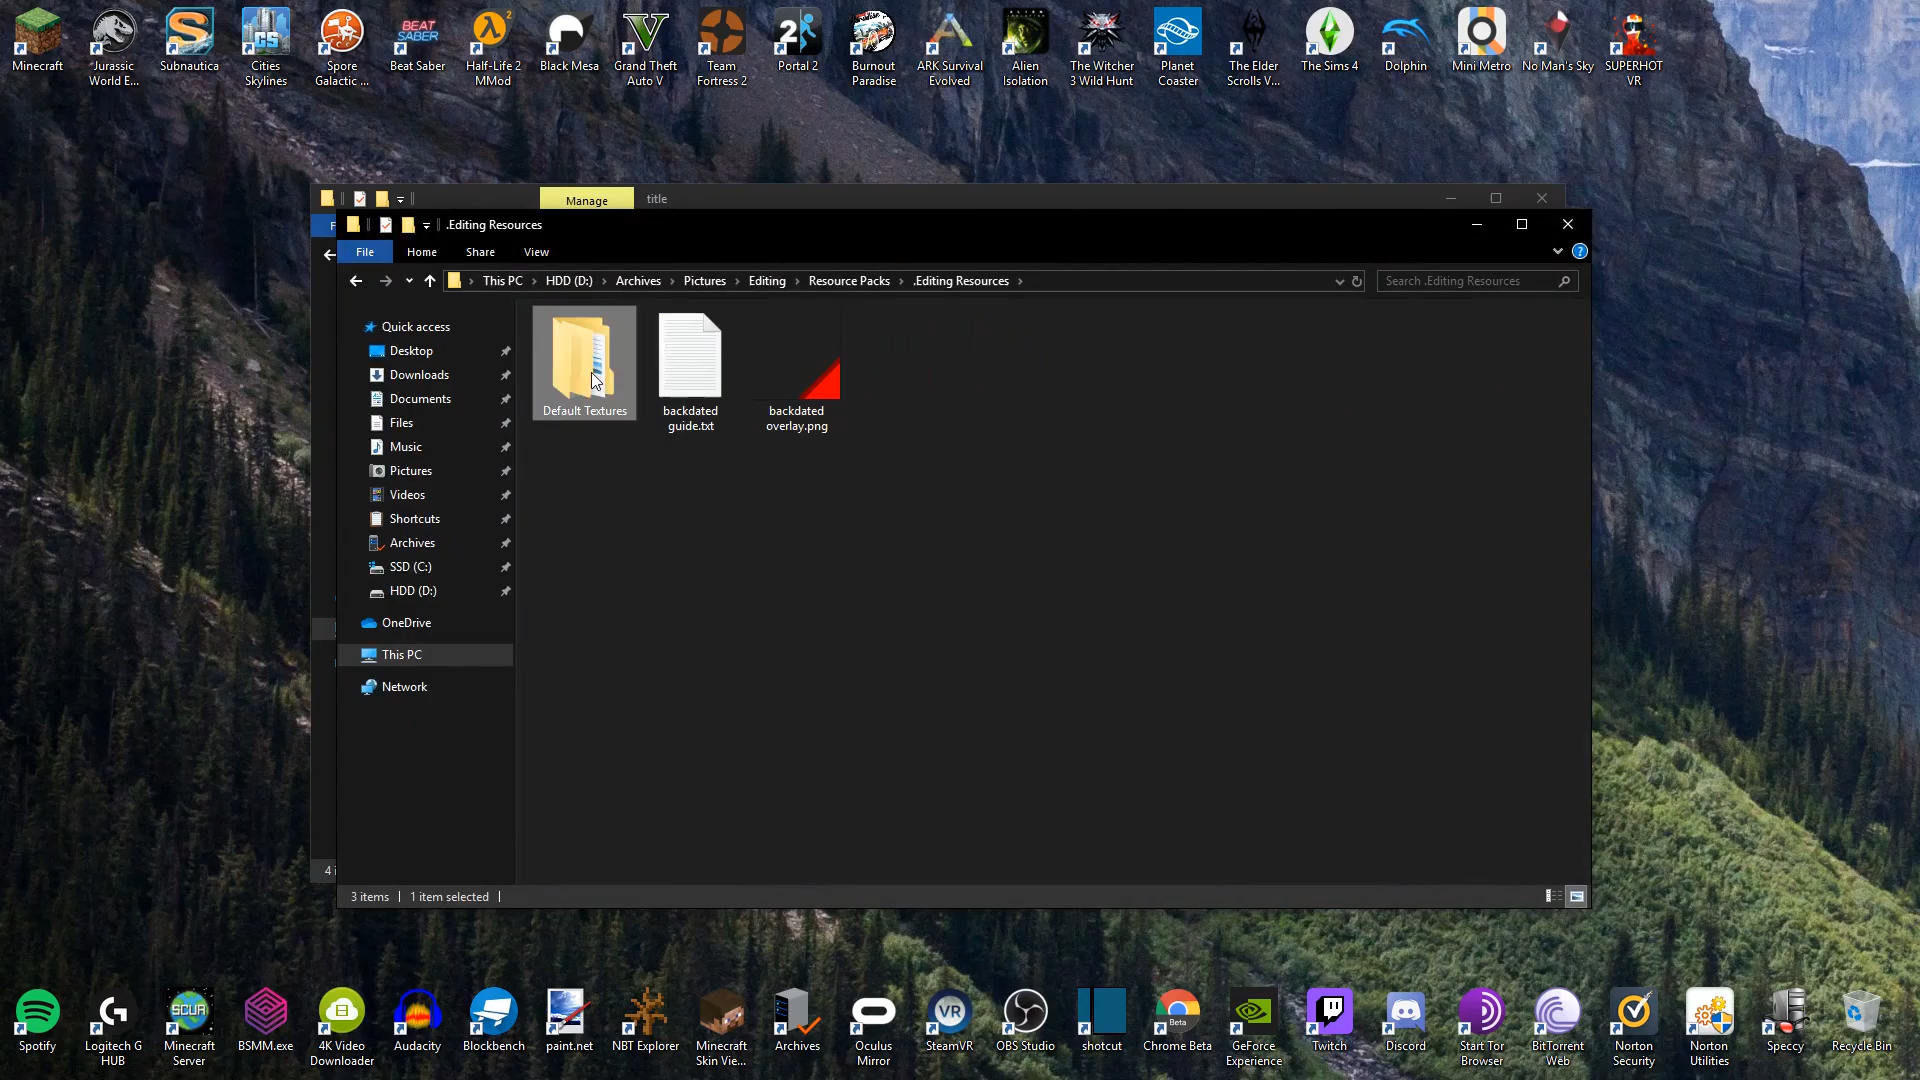 Minecraft
Jurassic World E...
Subnautica
CS
Cities Skylines
Spore Galactic ...
BEAT SABER
Beat Saber
2
Half-Life 2 MMod
Black Mesa
V
Grand Theft Auto V
Team Fortress 2
2
Portal 2
Burnout Paradise
ARK Survival Evolved
Alien Isolation
The Witcher 3 Wild Hunt
Planet Coaster
The Elder Scrolls V...
The Sims 4
Dolphin
Mini Metro
No Man's Sky
SUPERHOT VR
Manage
title
.Editing Resources
File
Home
Share
View
?
This PC
HDD (D:)
Archives
Pictures
Editing
Resource Packs
.Editing Resources
Search .Editing Resources
Quick access
Desktop
Downloads
Documents
Files
Music
Pictures
Videos
Shortcuts
Archives
SSD (C:)
HDD (D:)
OneDrive
This PC
Network
Default Textures
backdated
guide.txt
backdated
overlay.png
4 i
3 items
1 item selected
Spotify
Logitech G HUB
SCUR
Minecraft Server
BSMM.exe
4K Video Downloader
Audacity
Blockbench
paint.net
NBT Explorer
Minecraft Skin Vie...
Archives
Oculus Mirror
VR
SteamVR
OBS Studio
shotcut
Beta
Chrome Beta
GeForce Experience
Twitch
Discord
Start Tor Browser
BitTorrent Web
Norton Security
Norton Utilities
Speccy
Recycle Bin